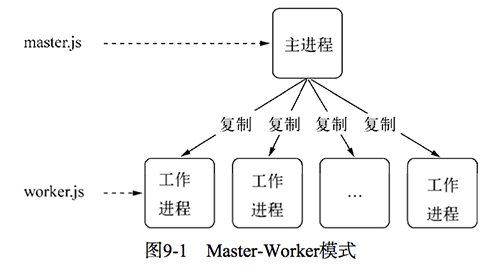 master.js
主进程
复制
复制
复制
复制
worker.js
工作
进程
工作
进程
...
工作
进程
图9-1 Master-Worker模式